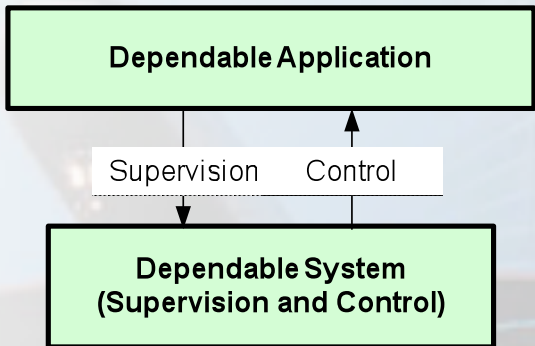 Dependable Application
Supervision Control
Dependable System
(Supervision and Control)